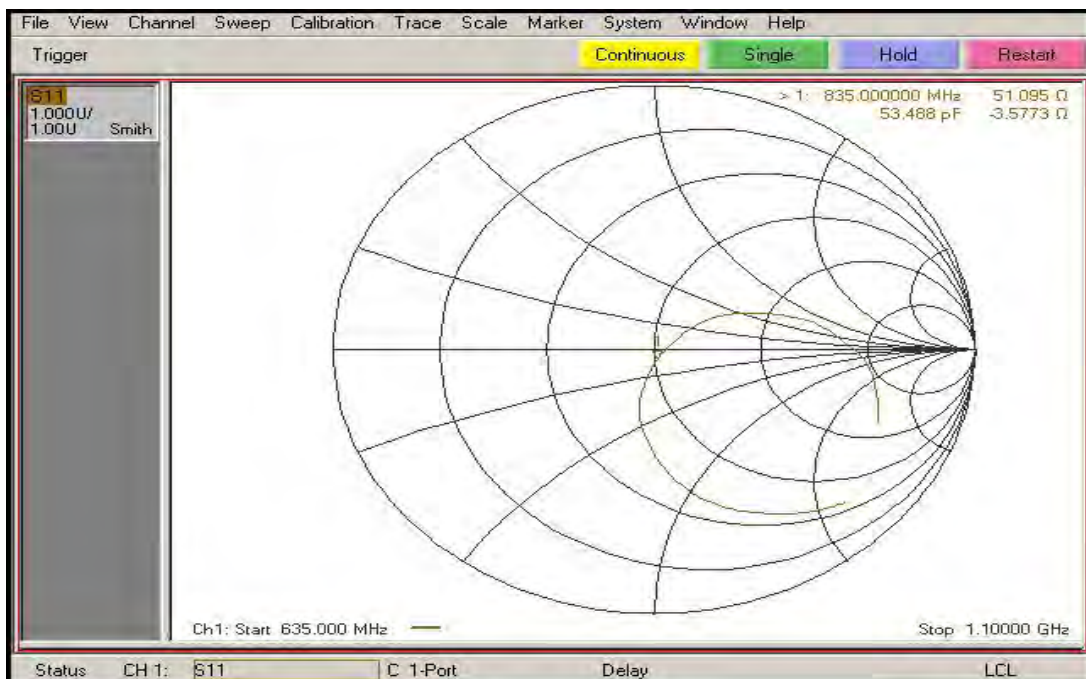 File View Channel Sweep Calibration Trace Scale Marker System Window Help
Trigger Continuous Single Hold Restart
S11
1.000U/
1.00U Smith
> 1: 835.000000 MHz 51.095 Ω
53.488 pF -3.5773 Ω
Ch1: Start 635.000 MHz
Stop 1.10000 GHz
Status CH 1: S11 C 1-Port Delay LCL